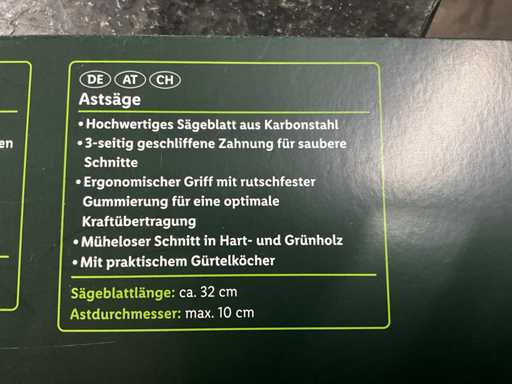 DE AT CH
Astsäge
• Hochwertiges Sägeblatt aus Karbonstahl
• 3-seitig geschliffene Zahnung für saubere
Schnitte
• Ergonomischer Griff mit rutschfester
Gummierung für eine optimale
Kraftübertragung
• Müheloser Schnitt in Hart- und Grünholz
• Mit praktischem Gürtelköcher
Sägeblattlänge: ca. 32 cm
Astdurchmesser: max. 10 cm